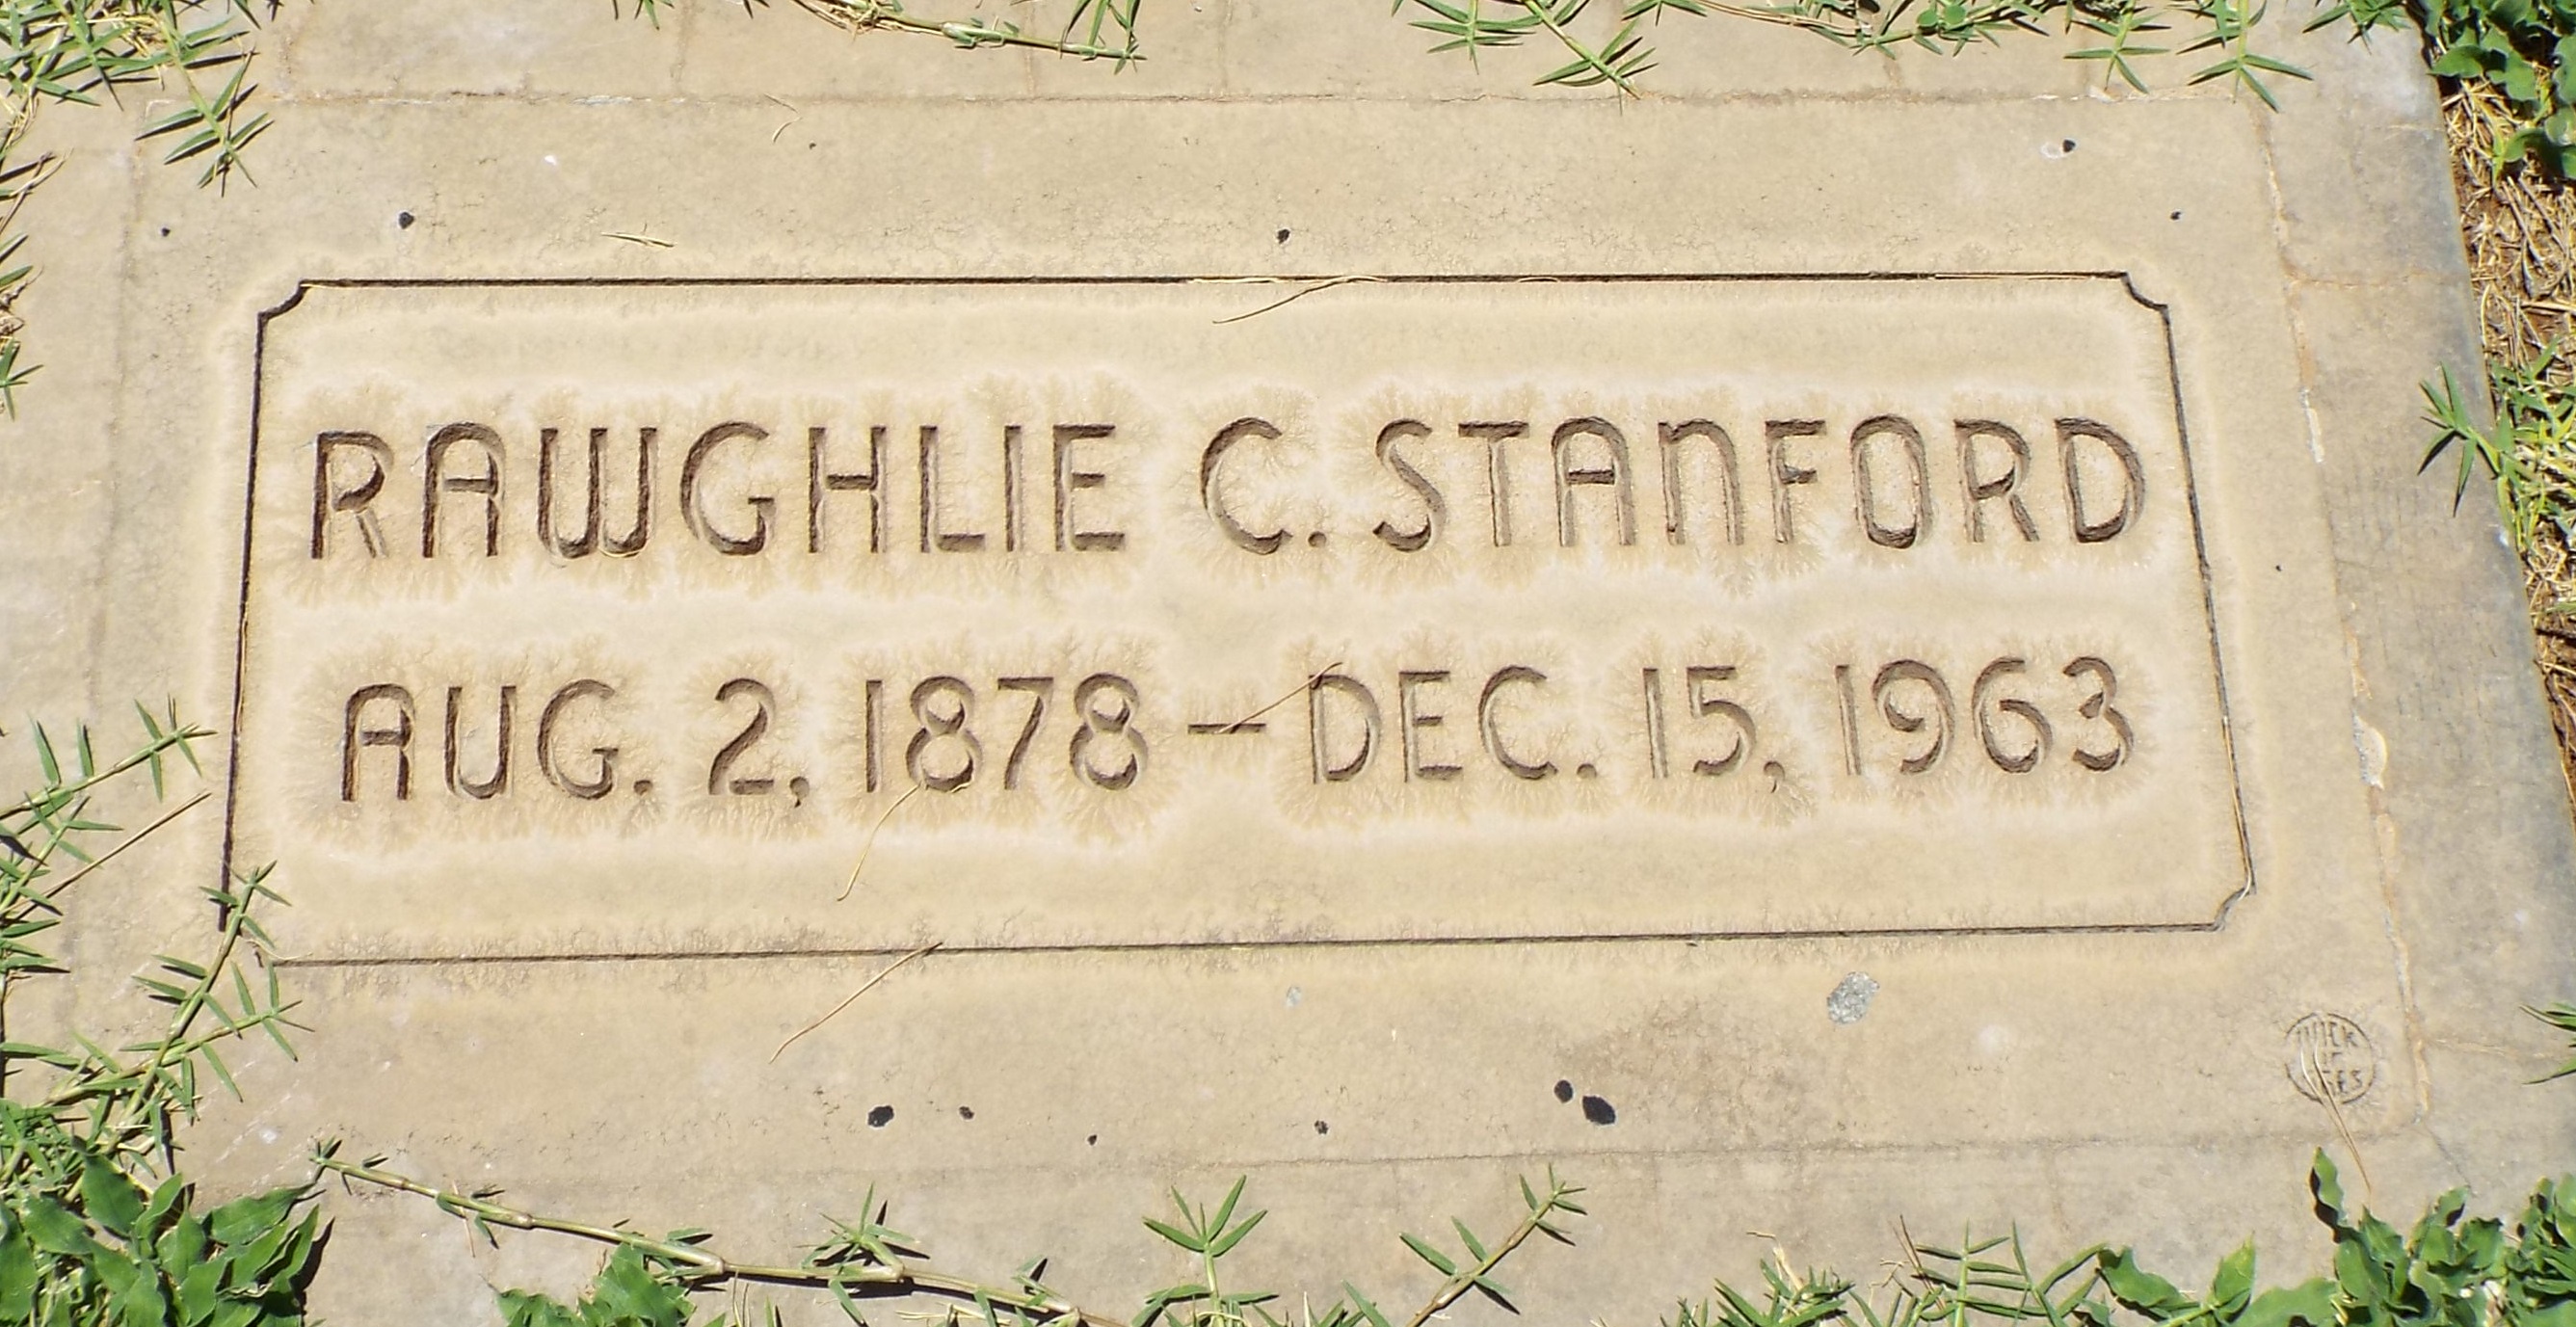 RAWGHLIE C. STANFORD
AUG. 2, 1878 — DEC. 15, 1963